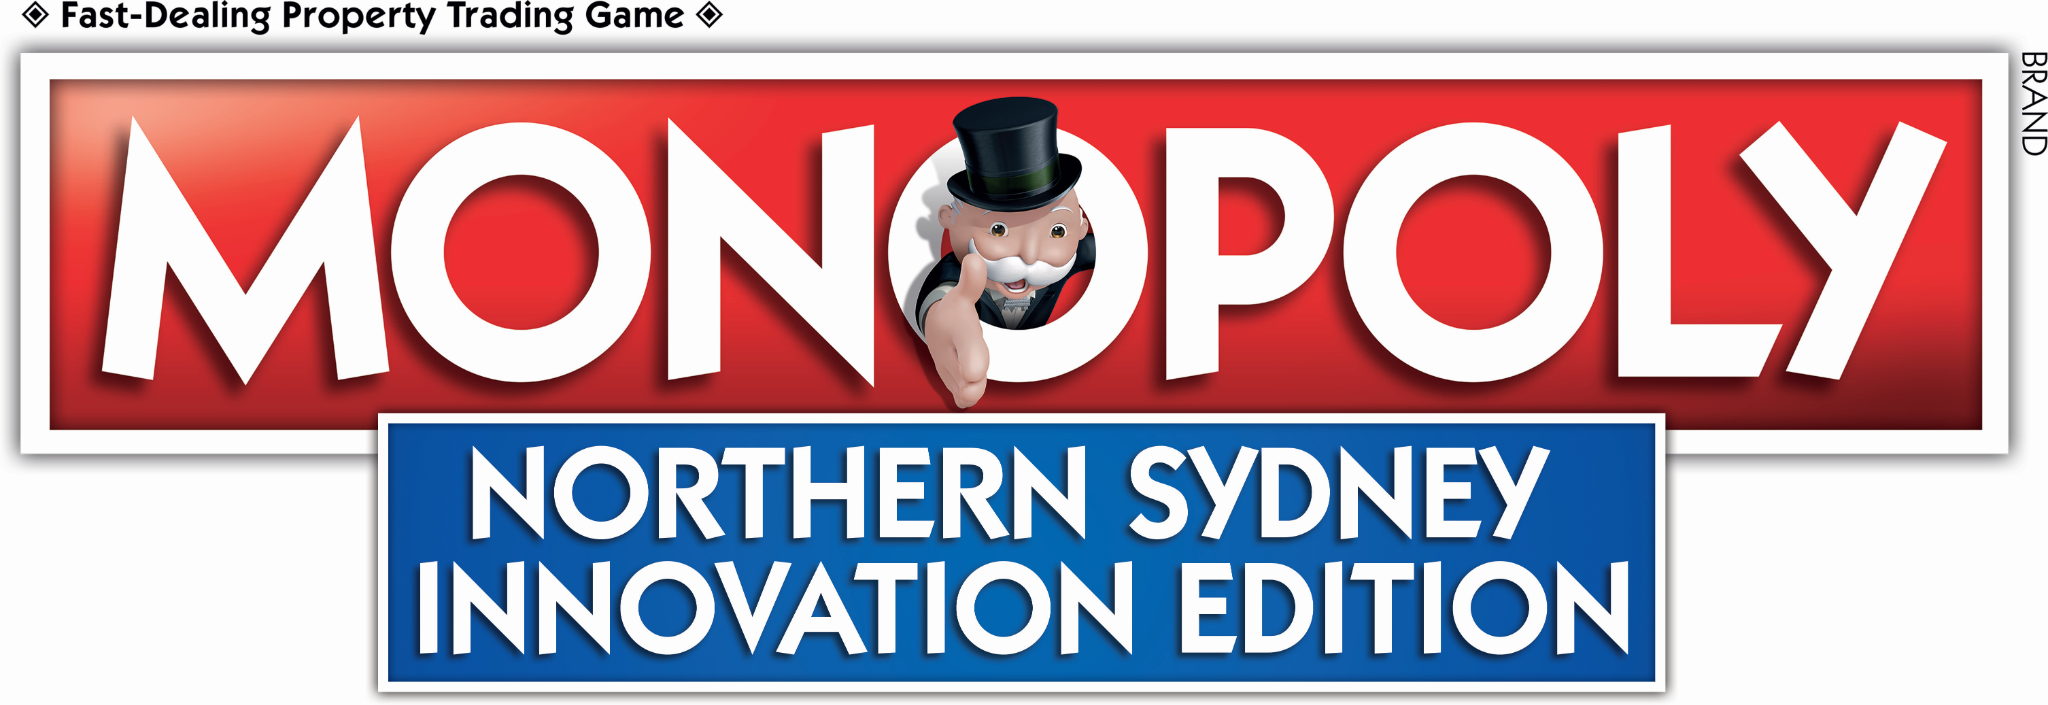 Fast-Dealing Property Trading Game
MONOPOLY
BRAND
NORTHERN SYDNEY
INNOVATION EDITION